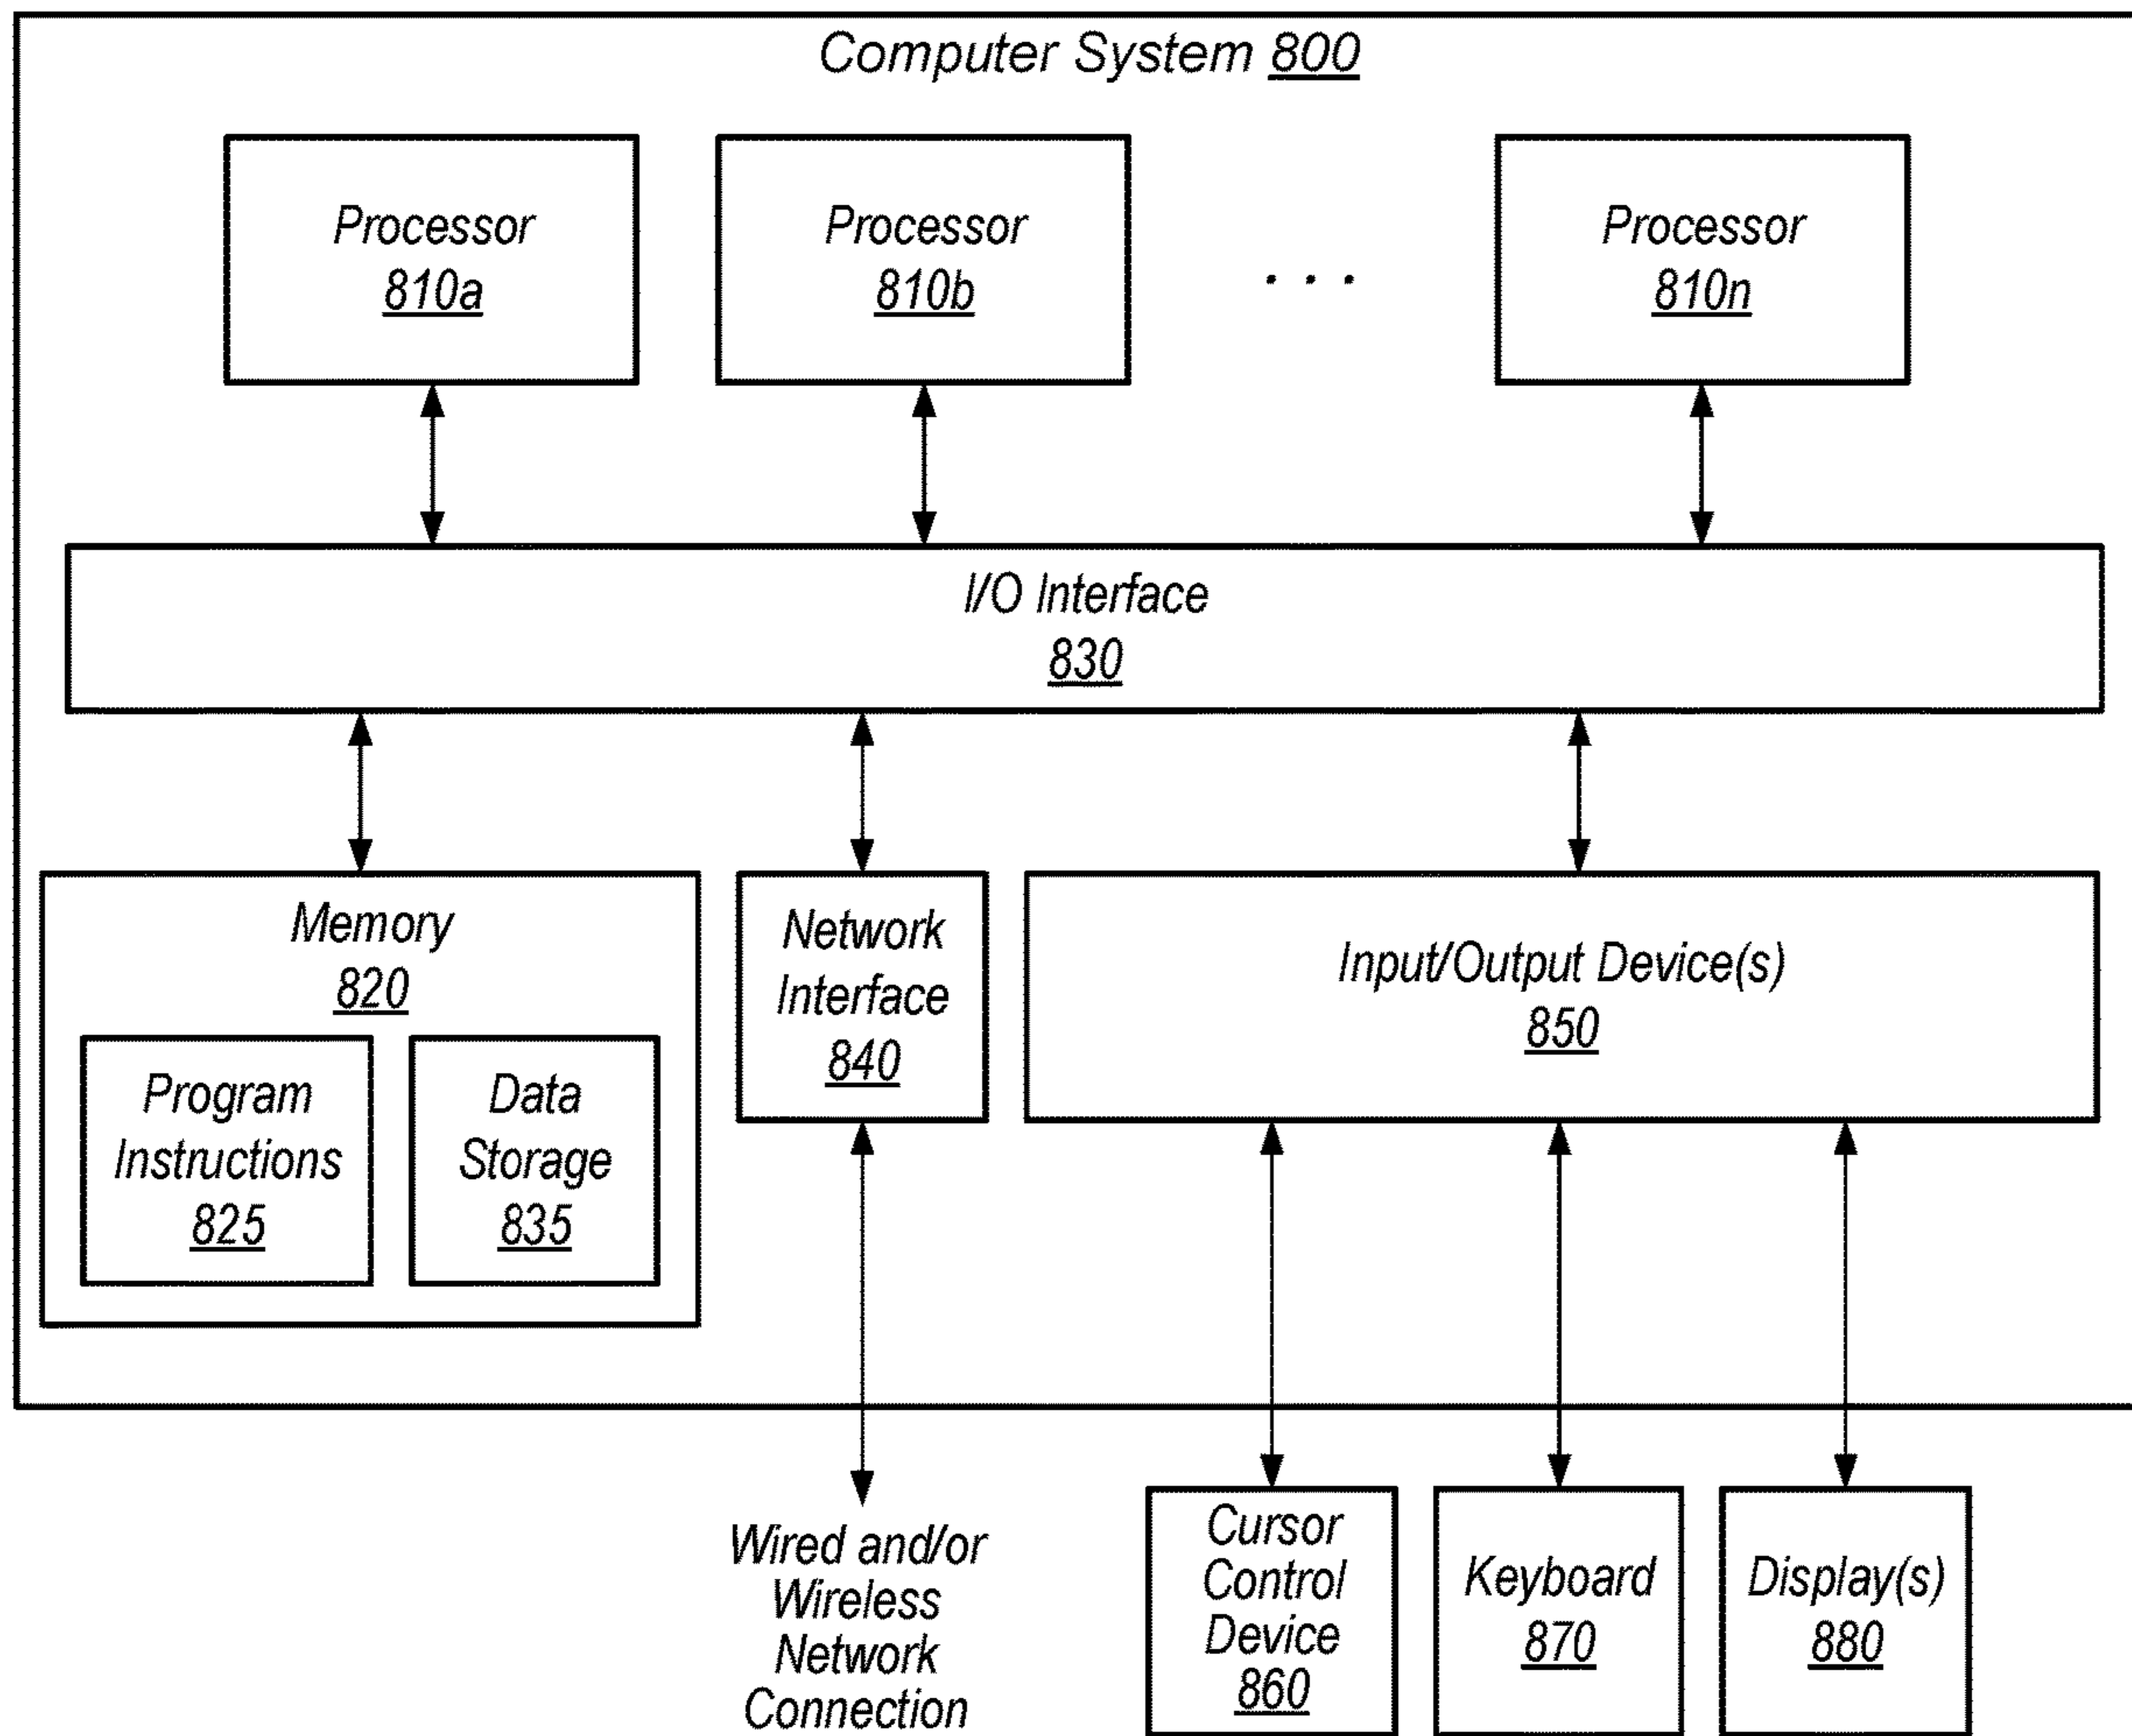 Computer System 800
Processor
810a
Processor
810b
. . .
Processor
810n
I/O Interface
830
Memory
820
Program
Instructions
825
Data
Storage
835
Network
Interface
840
Input/Output Device(s)
850
Wired and/or
Wireless
Network
Connection
Cursor
Control
Device
860
Keyboard
870
Display(s)
880